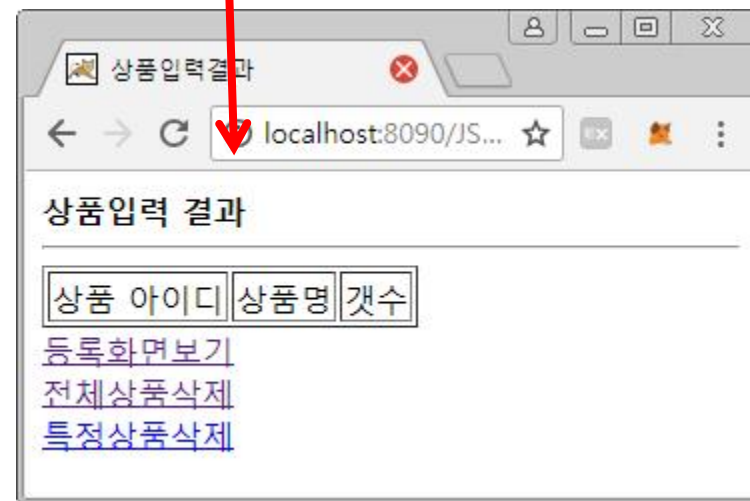 상품입력결과
localhost:8090/JS...
상품입력 결과
상품 아이디 상품명 갯수
등록화면보기
전체상품삭제
특정상품삭제